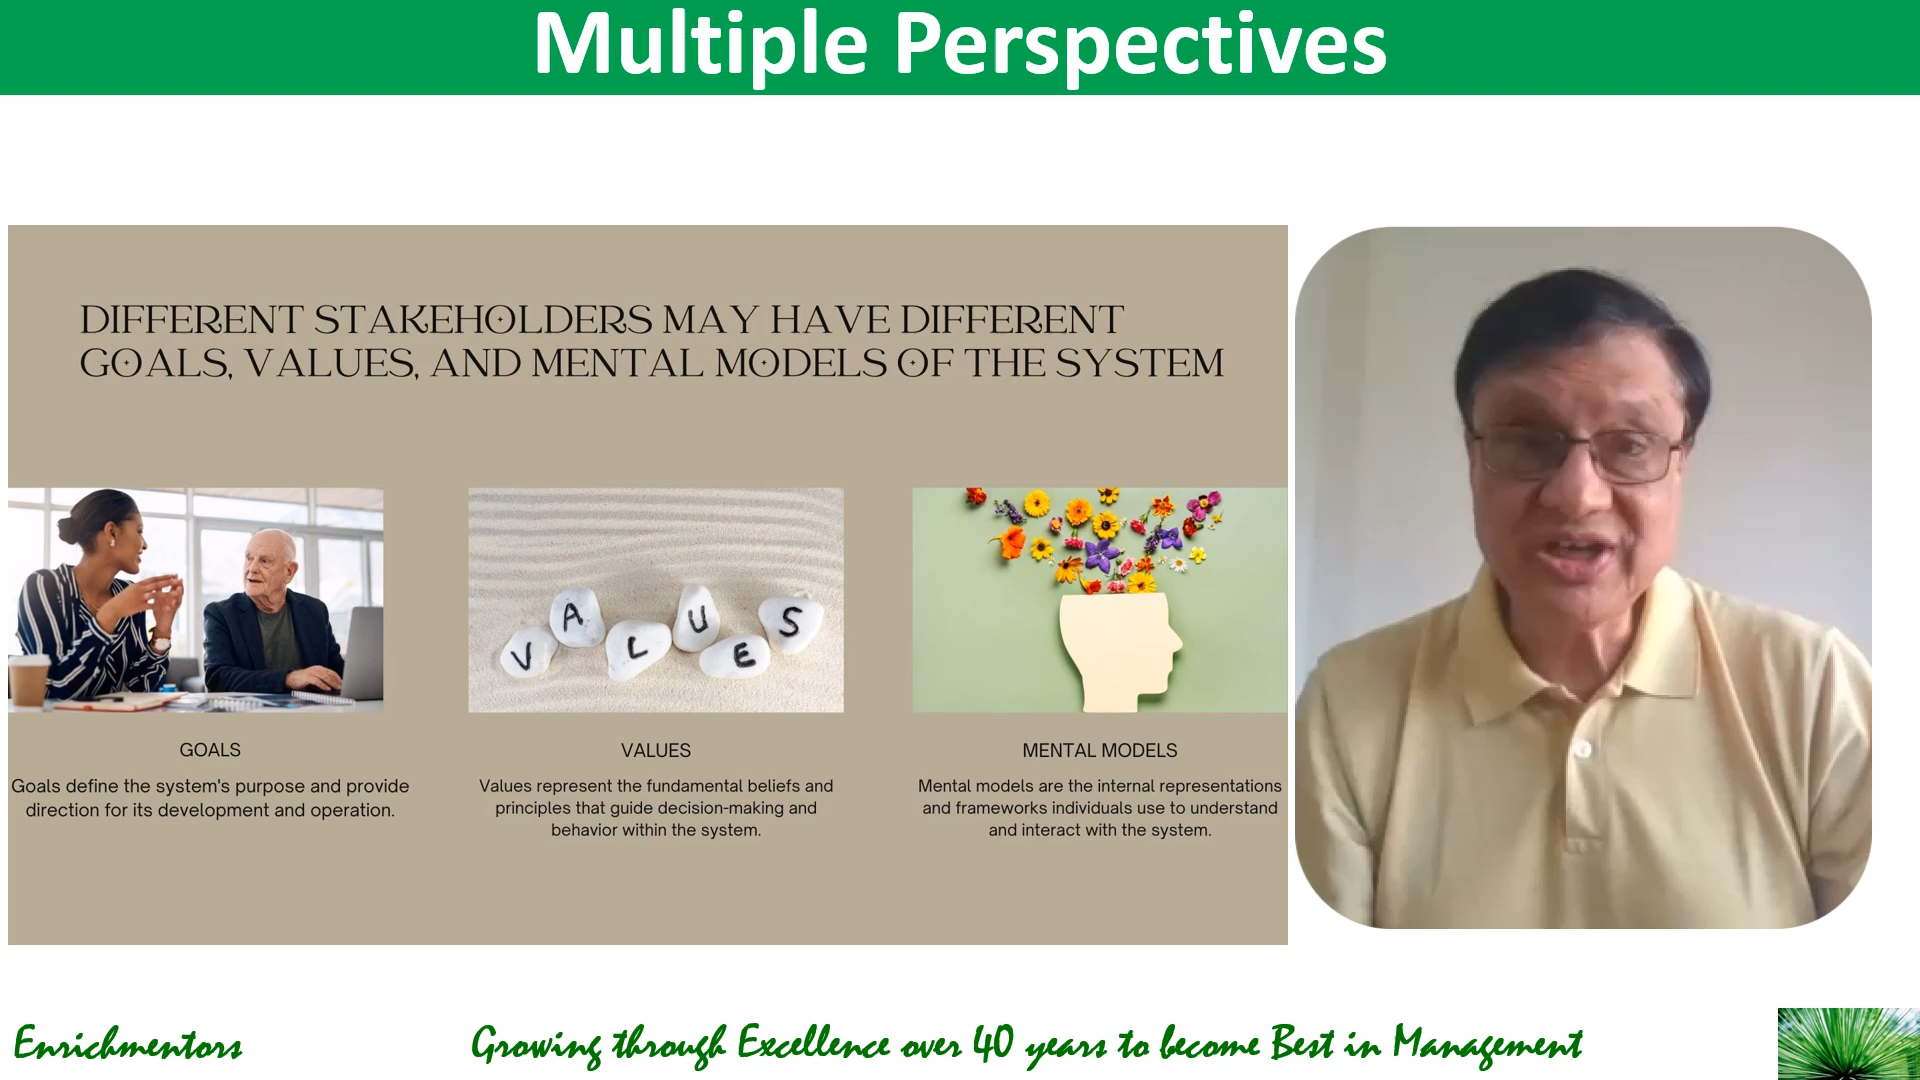 Multiple Perspectives
DIFFERENT STAKEHOLDERS MAY HAVE DIFFERENT
GOALS, VALUES, AND MENTAL MODELS OF THE SYSTEM
VALUES
GOALS
Goals define the system's purpose and provide
direction for its development and operation.
VALUES
Values represent the fundamental beliefs and
principles that guide decision-making and
behavior within the system.
MENTAL MODELS
Mental models are the internal representations
and frameworks individuals use to understand
and interact with the system.
Enrichmentors
Growing through Excellence over 40 years to become Best in Management